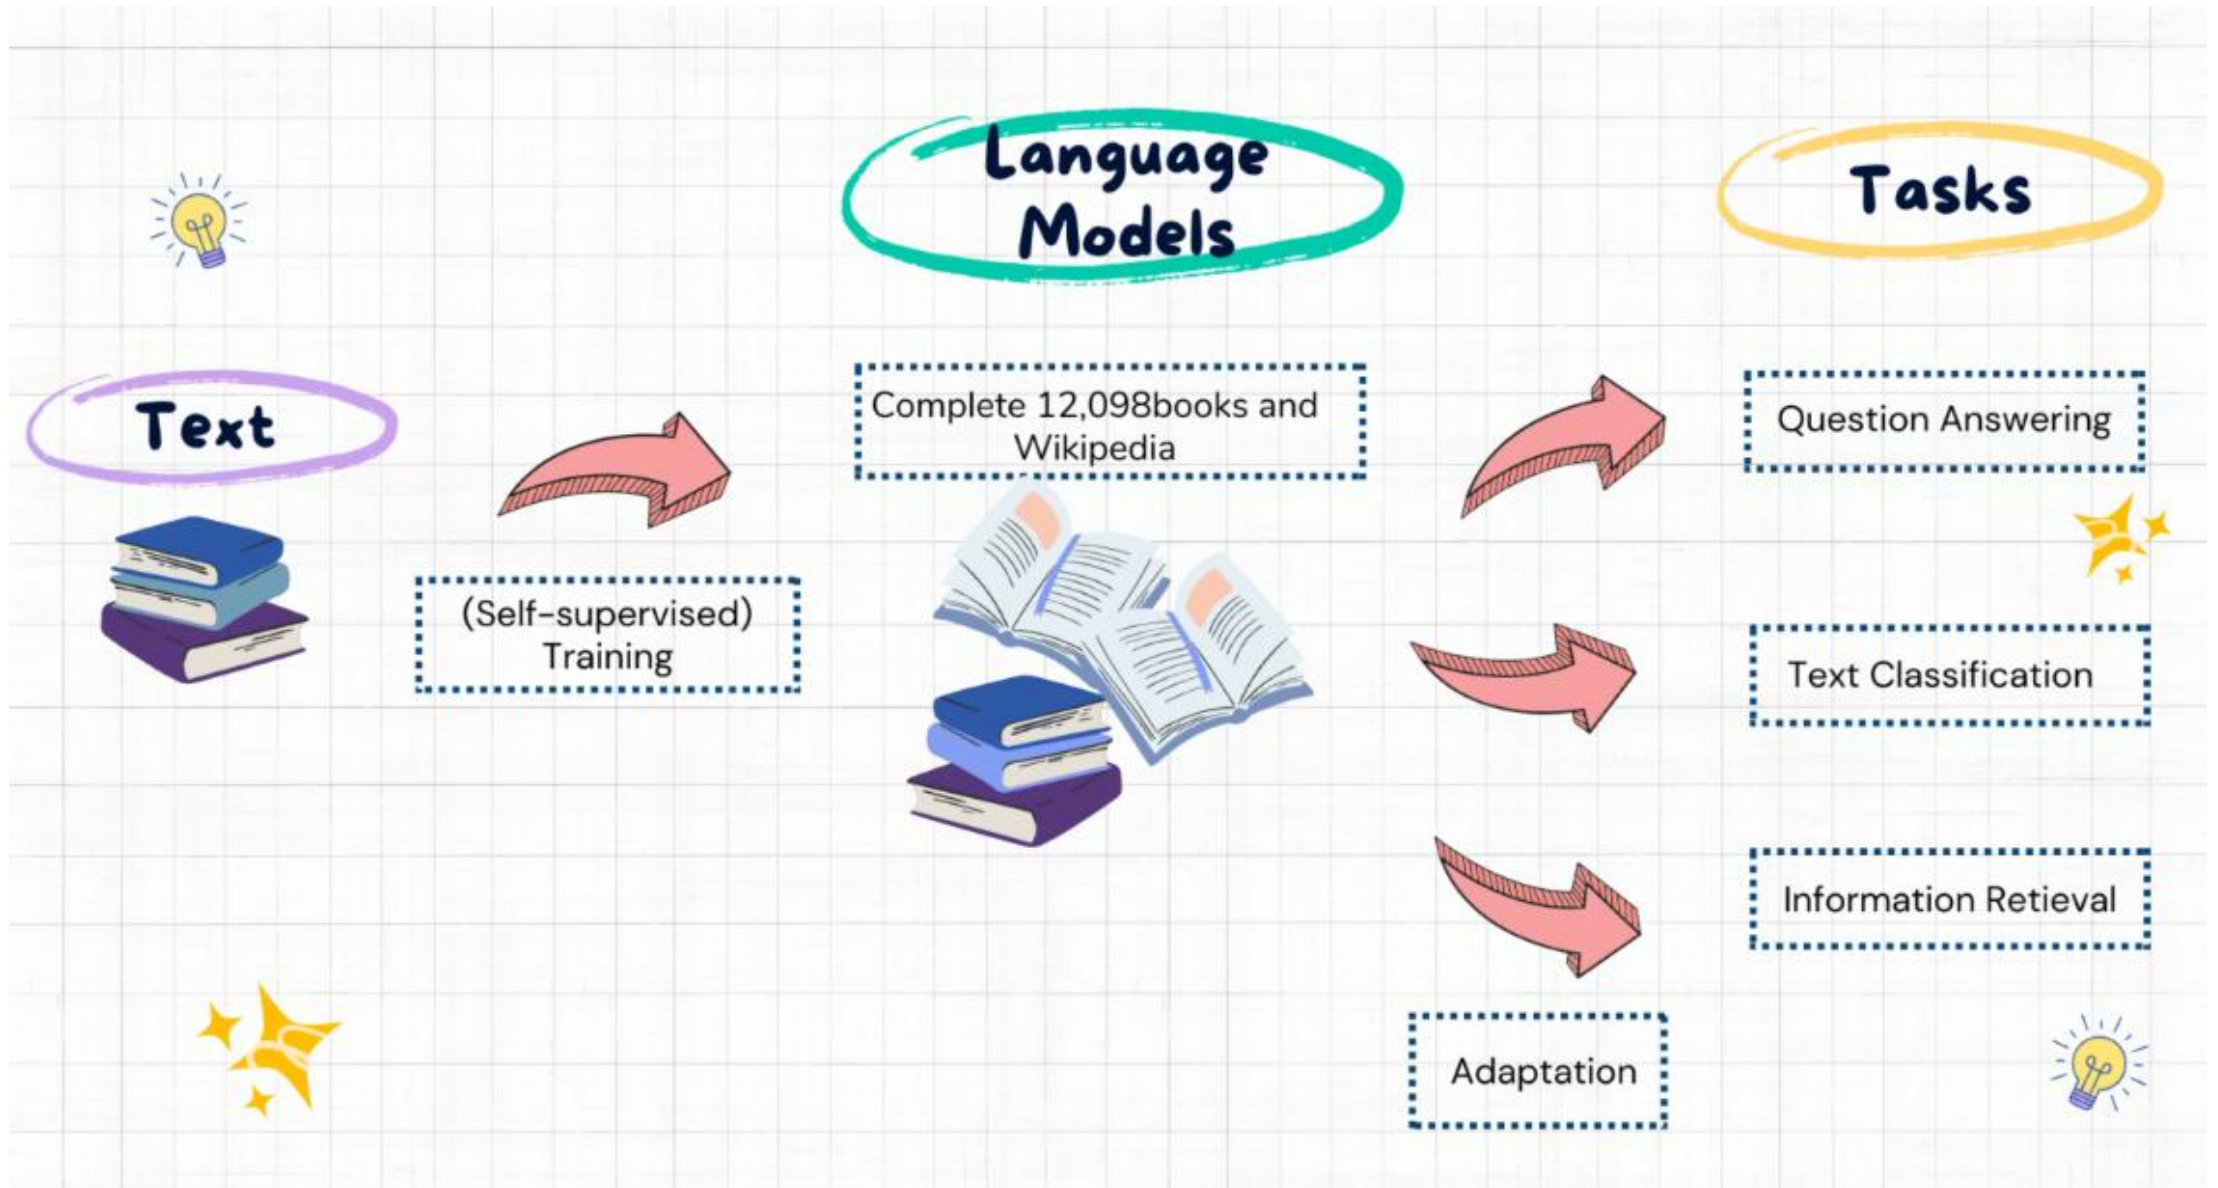 Language
Models
Tasks
Text
Complete 12,098books and
Wikipedia
(Self-supervised)
Training
Question Answering
Text Classification
Information Retieval
Adaptation